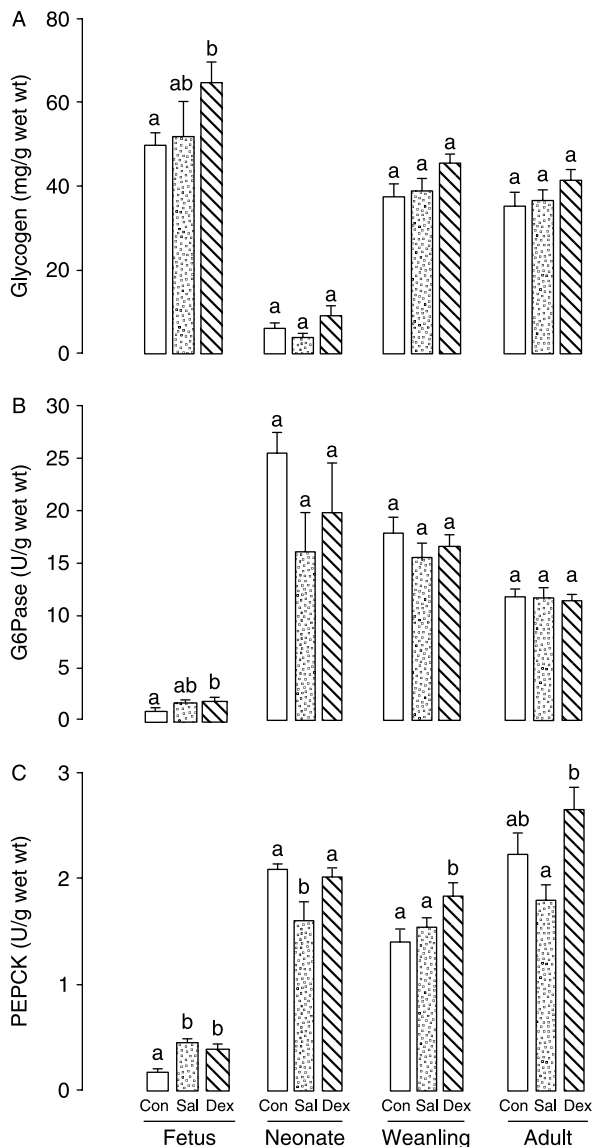 A
Glycogen (mg/g wet wt)
80
60
40
20
0
a ab b
a a a
a a a
a a a
B
G6Pase (U/g wet wt)
30
25
20
15
10
5
0
a ab b
a a a
a a a
a a a
C
PEPCK (U/g wet wt)
3
2
1
0
a b b
a b a
a a b
ab a b
Con Sal Dex Con Sal Dex Con Sal Dex Con Sal Dex
Fetus Neonate Weanling Adult